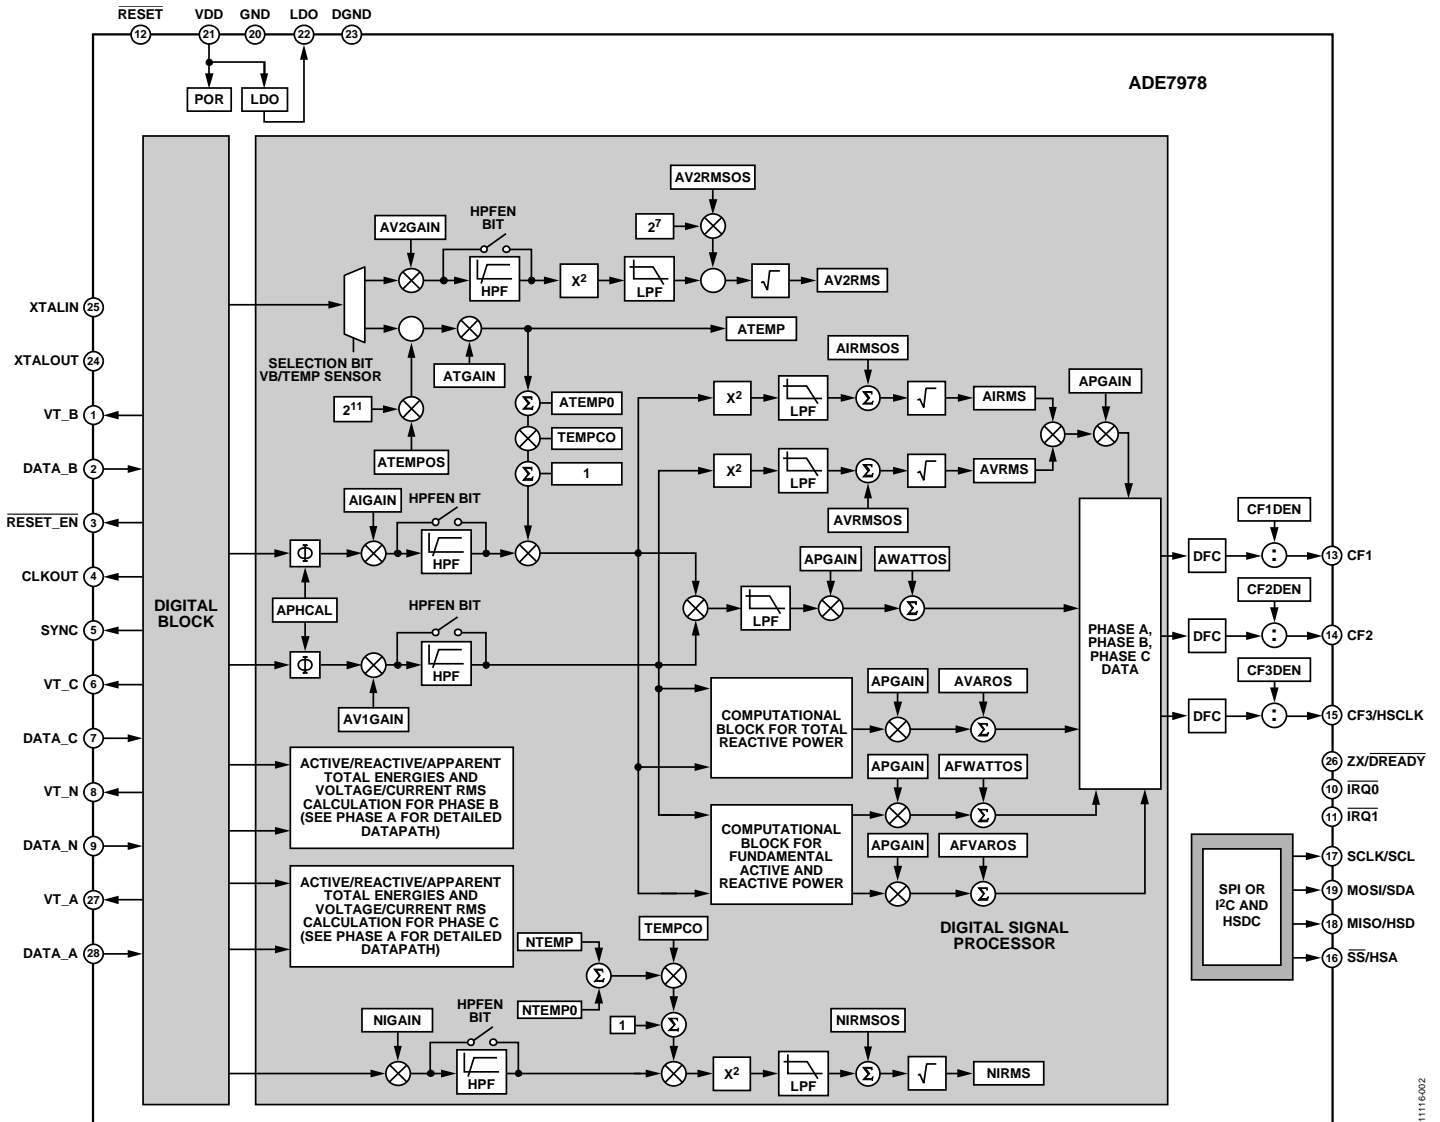 RESET
VDD
GND
LDO
DGND
12
21
20
22
23
POR
LDO
ADE7978
AV2RMSOS
HPFEN
BIT
AV2GAIN
2⁷
HPF
X²
LPF
√
AV2RMS
XTALIN
25
XTALOUT
24
VT_B
1
DATA_B
2
RESET_EN
3
CLKOUT
4
SYNC
5
VT_C
6
DATA_C
7
VT_N
8
DATA_N
9
VT_A
27
DATA_A
28
DIGITAL
BLOCK
SELECTION BIT
VB/TEMP SENSOR
ATGAIN
ATEMP
2¹¹
ATEMPOS
Σ
ATEMP0
TEMPCO
Σ
1
AIRMSOS
X²
LPF
Σ
√
AIRMS
APGAIN
X²
LPF
Σ
√
AVRMS
AVRMSOS
AIGAIN
HPFEN BIT
Φ
HPF
APHCAL
HPFEN BIT
Φ
HPF
AV1GAIN
APGAIN
AWATTOS
LPF
Σ
COMPUTATIONAL
BLOCK FOR TOTAL
REACTIVE POWER
APGAIN
AVAROS
Σ
COMPUTATIONAL
BLOCK FOR
FUNDAMENTAL
ACTIVE AND
REACTIVE POWER
APGAIN
AFWATTOS
Σ
APGAIN
AFVAROS
Σ
PHASE A,
PHASE B,
PHASE C
DATA
CF1DEN
DFC
:
13
CF1
CF2DEN
DFC
:
14
CF2
CF3DEN
DFC
:
15
CF3/HSCLK
26
ZX/DREADY
10
IRQ0
11
IRQ1
SPI OR
I²C AND
HSDC
17
SCLK/SCL
19
MOSI/SDA
18
MISO/HSD
16
SS/HSA
ACTIVE/REACTIVE/APPARENT
TOTAL ENERGIES AND
VOLTAGE/CURRENT RMS
CALCULATION FOR PHASE B
(SEE PHASE A FOR DETAILED
DATAPATH)
ACTIVE/REACTIVE/APPARENT
TOTAL ENERGIES AND
VOLTAGE/CURRENT RMS
CALCULATION FOR PHASE C
(SEE PHASE A FOR DETAILED
DATAPATH)
DIGITAL SIGNAL
PROCESSOR
NTEMP
TEMPCO
Σ
NTEMP0
1
Σ
NIGAIN
HPFEN
BIT
HPF
X²
LPF
NIRMSOS
Σ
√
NIRMS
11116-002